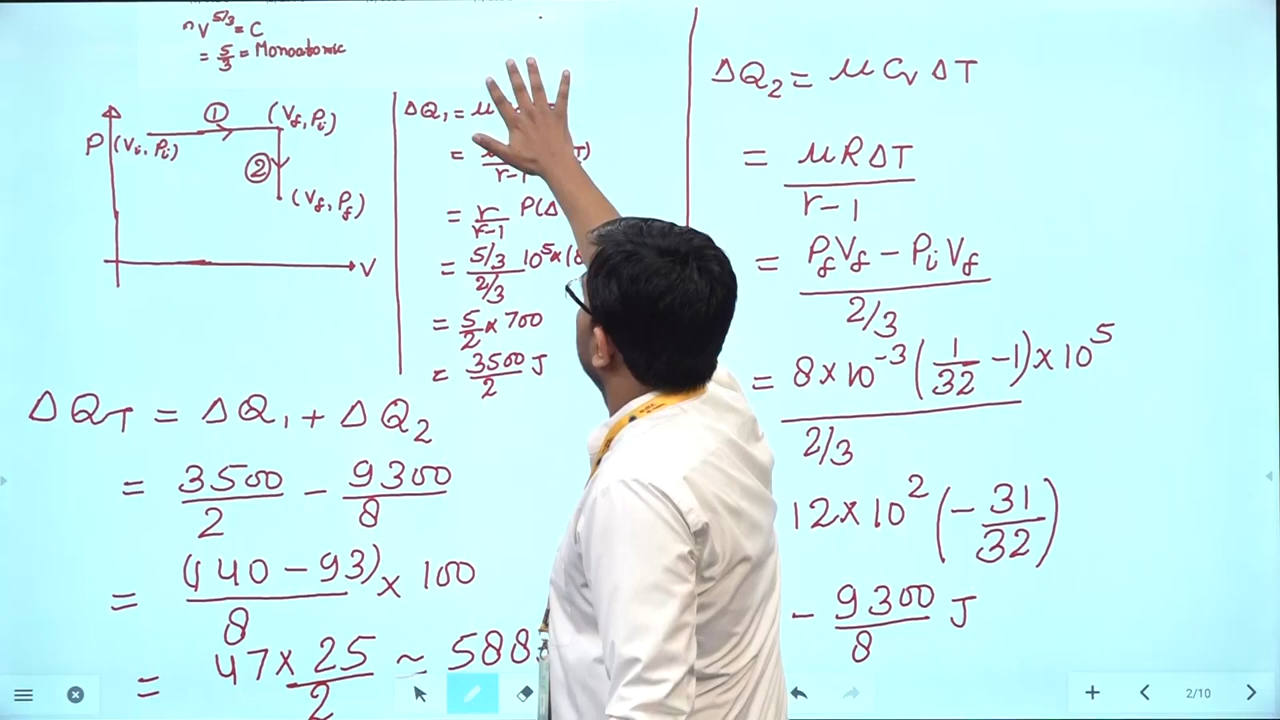 V^5/3 = C
= 5/3 = Monoatomic
P
(Vi, Pi)
①
(Vf, Pi)
②
(Vf, Pf)
V
ΔQ1 = μ
=
r-1
= r/r-1 P(Δ
= 5/3 / 2/3 10^5 × (8
= 5/2 × 700
= 3500/2 J
ΔQT = ΔQ1 + ΔQ2
= 3500/2 - 9300/8
= (140 - 93)/8 × 100
= 47 × 25/2 ~ 588
ΔQ2 = μ Cv ΔT
= μRΔT / r-1
= PfVf - PiVf / 2/3
= 8×10^-3 (1/32 - 1) × 10^5 / 2/3
12×10^2 (-31/32)
- 9300/8 J
2/10